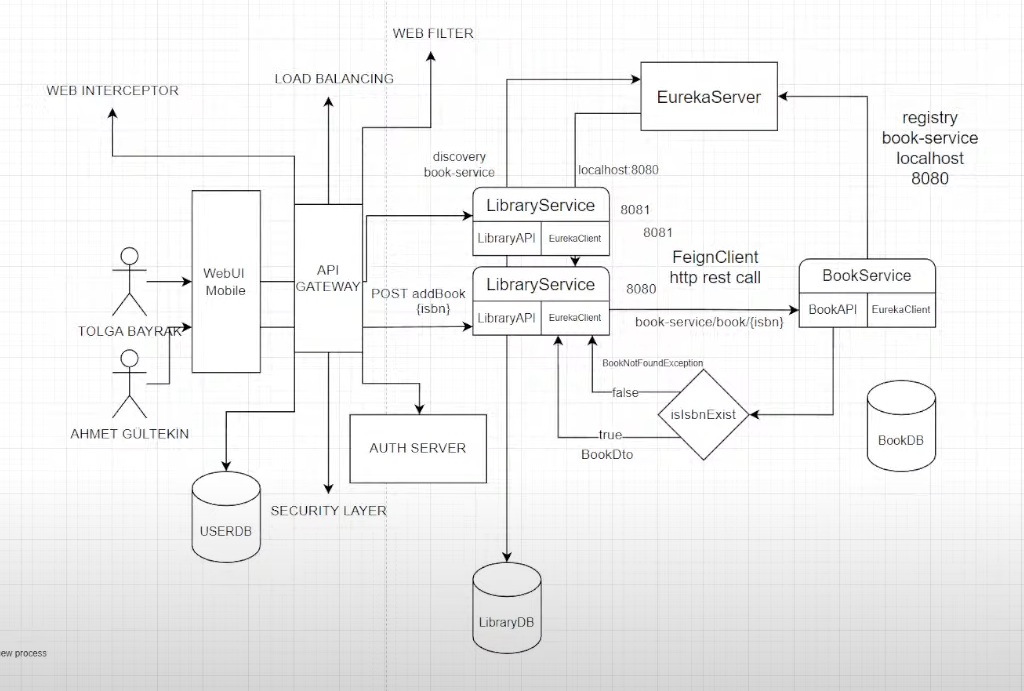 WEB FILTER
LOAD BALANCING
WEB INTERCEPTOR
EurekaServer
registry
book-service
localhost
8080
discovery
book-service
localhost:8080
LibraryService
LibraryAPI
EurekaClient
8081
8081
FeignClient
http rest call
LibraryService
LibraryAPI
EurekaClient
8080
book-service/book/{isbn}
BookService
BookAPI
EurekaClient
WebUI
Mobile
API
GATEWAY
POST addBook
{isbn}
TOLGA BAYRAK
AHMET GÜLTEKİN
BookNotFoundException
false
isIsbnExist
true
BookDto
BookDB
AUTH SERVER
USERDB
SECURITY LAYER
LibraryDB
ew process